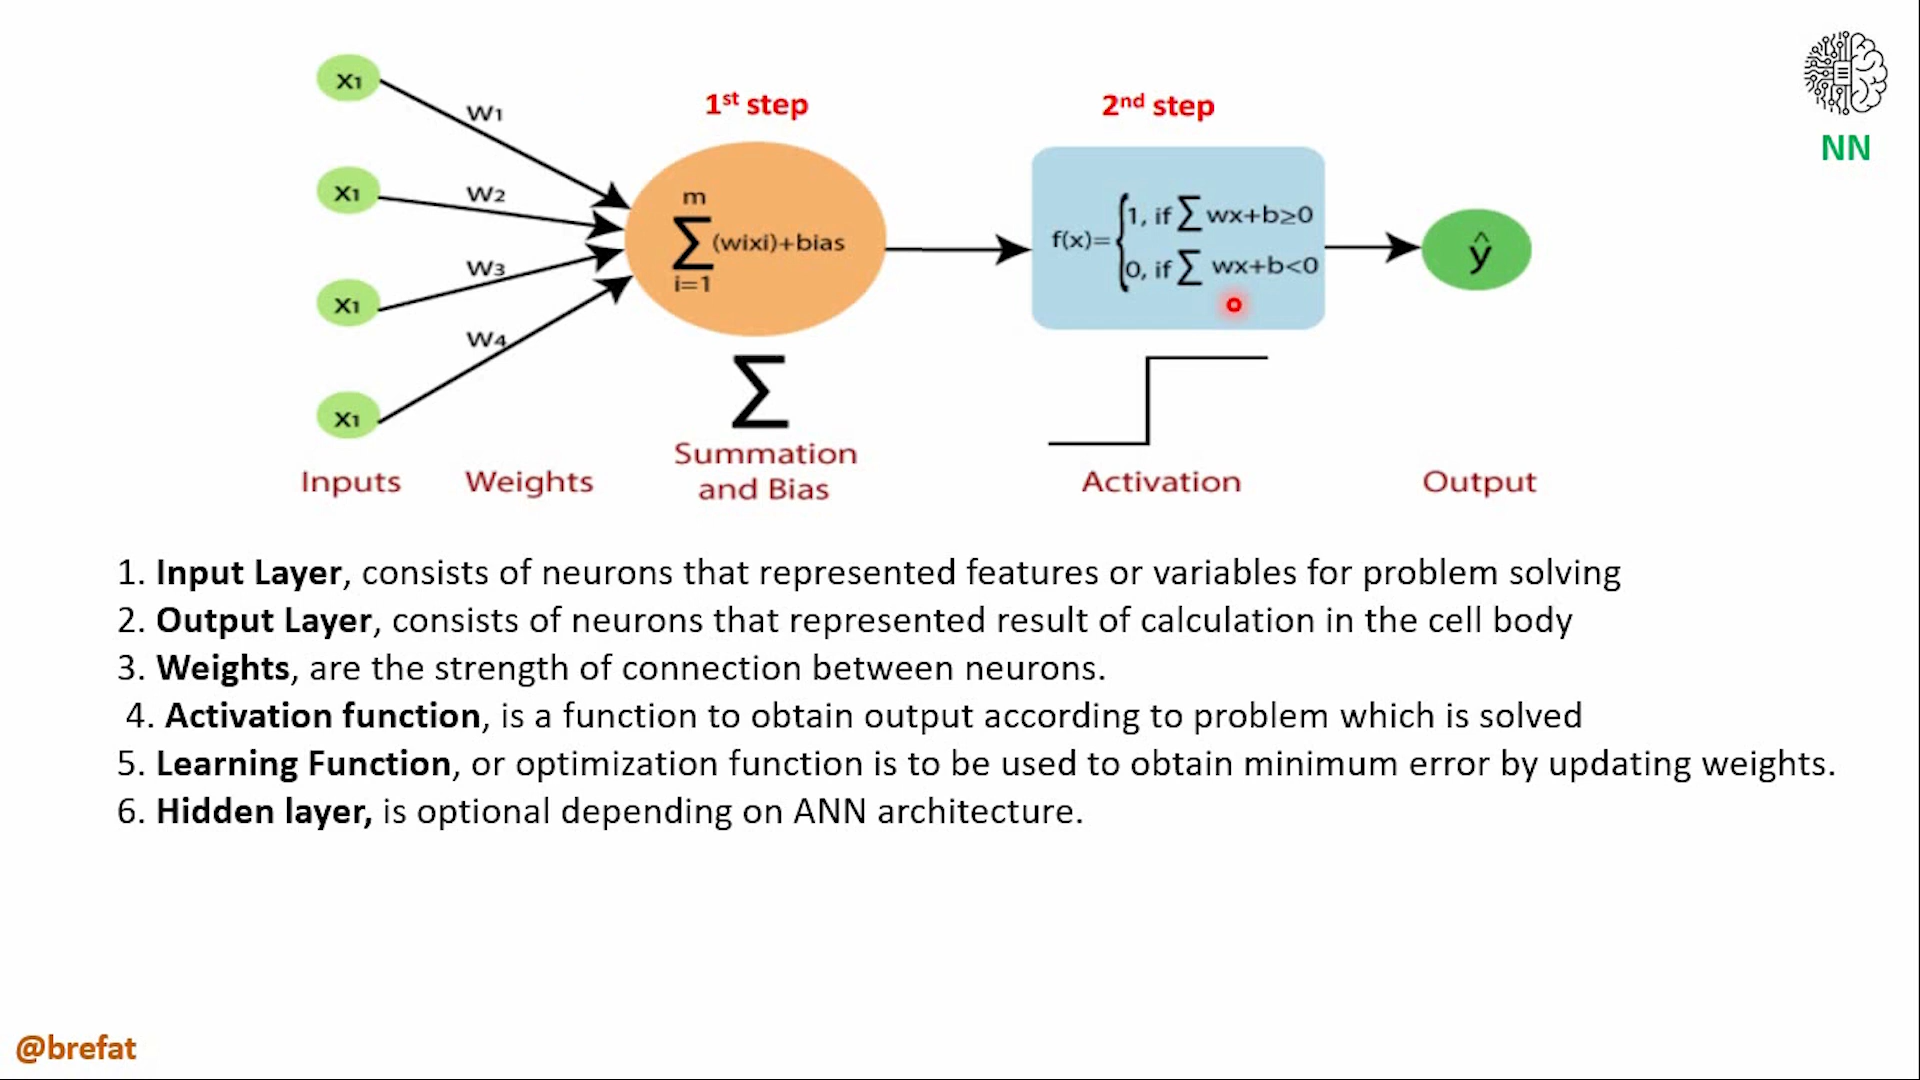 x₁
w₁
1st step
2nd step
NN
x₁
w₂
m
∑(wixi)+bias
i=1
f(x)={1, if ∑ wx+b≥0
0, if ∑ wx+b<0
ŷ
x₁
w₃
x₁
w₄
∑
Inputs
Weights
Summation
and Bias
Activation
Output
1. Input Layer, consists of neurons that represented features or variables for problem solving
2. Output Layer, consists of neurons that represented result of calculation in the cell body
3. Weights, are the strength of connection between neurons.
4. Activation function, is a function to obtain output according to problem which is solved
5. Learning Function, or optimization function is to be used to obtain minimum error by updating weights.
6. Hidden layer, is optional depending on ANN architecture.
@brefat